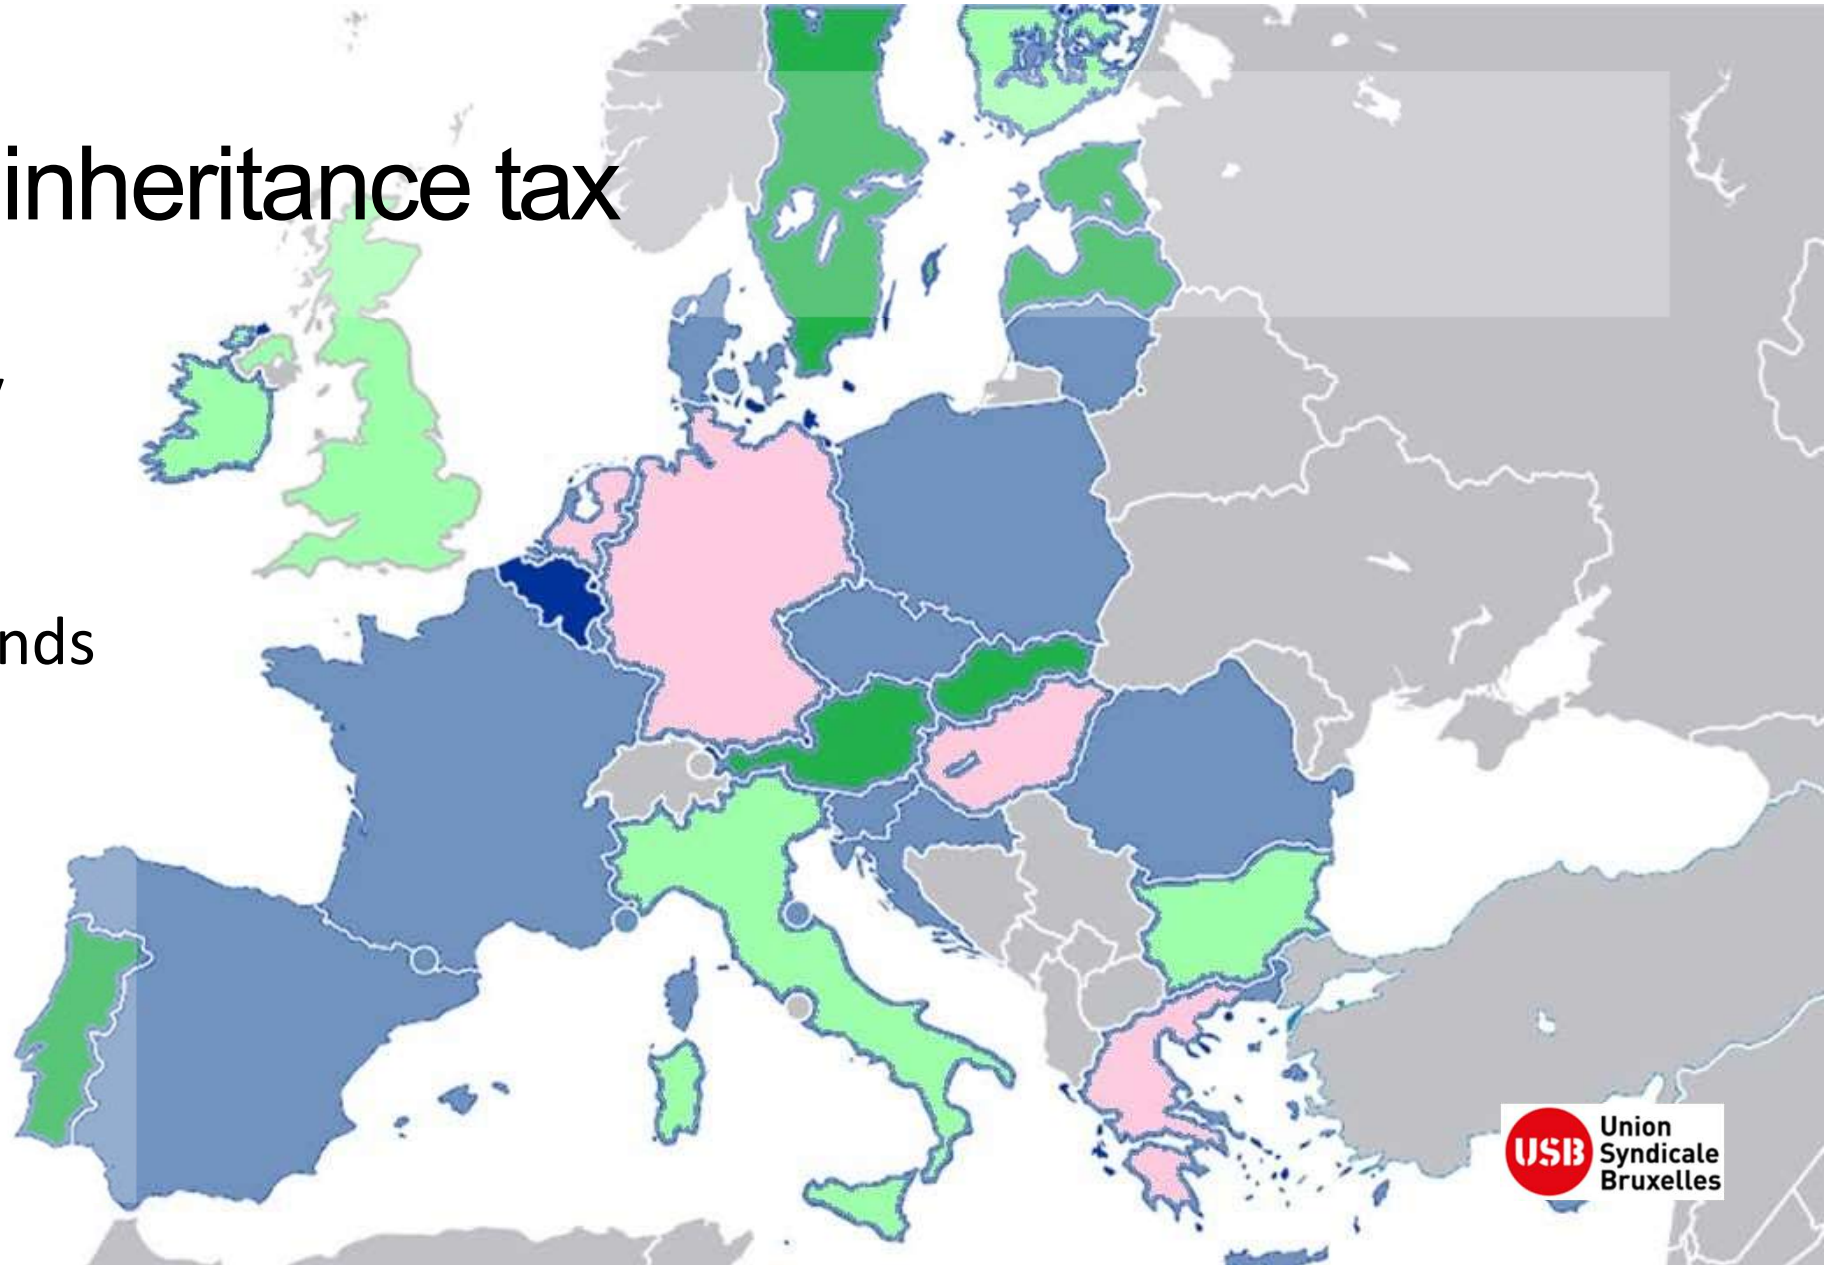 inheritance tax
nds
USB
Union
Syndicale
Bruxelles